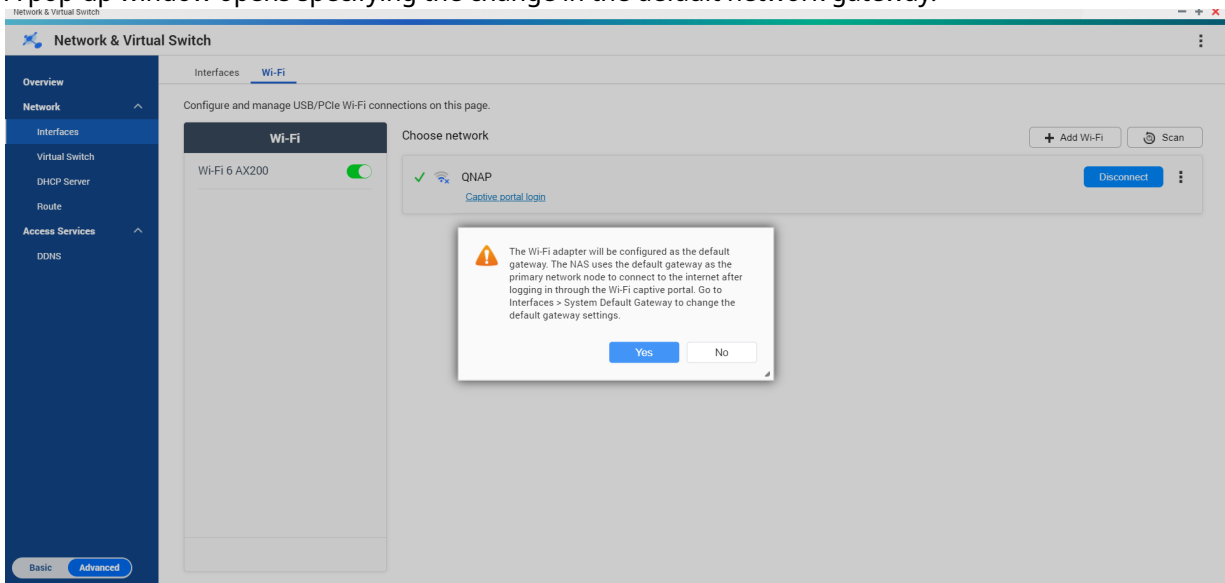 A pop-up window opens specifying the change in the default network gateway.
Network & Virtual Switch
Network & Virtual Switch
Overview
Network
Interfaces
Virtual Switch
DHCP Server
Route
Access Services
DDNS
Basic Advanced
Interfaces Wi-Fi
Configure and manage USB/PCIe Wi-Fi connections on this page.
Wi-Fi
Wi-Fi 6 AX200
Choose network
+ Add Wi-Fi Scan
QNAP
Captive portal login
Disconnect
The Wi-Fi adapter will be configured as the default
gateway. The NAS uses the default gateway as the
primary network node to connect to the internet after
logging in through the Wi-Fi captive portal. Go to
Interfaces > System Default Gateway to change the
default gateway settings.
Yes No